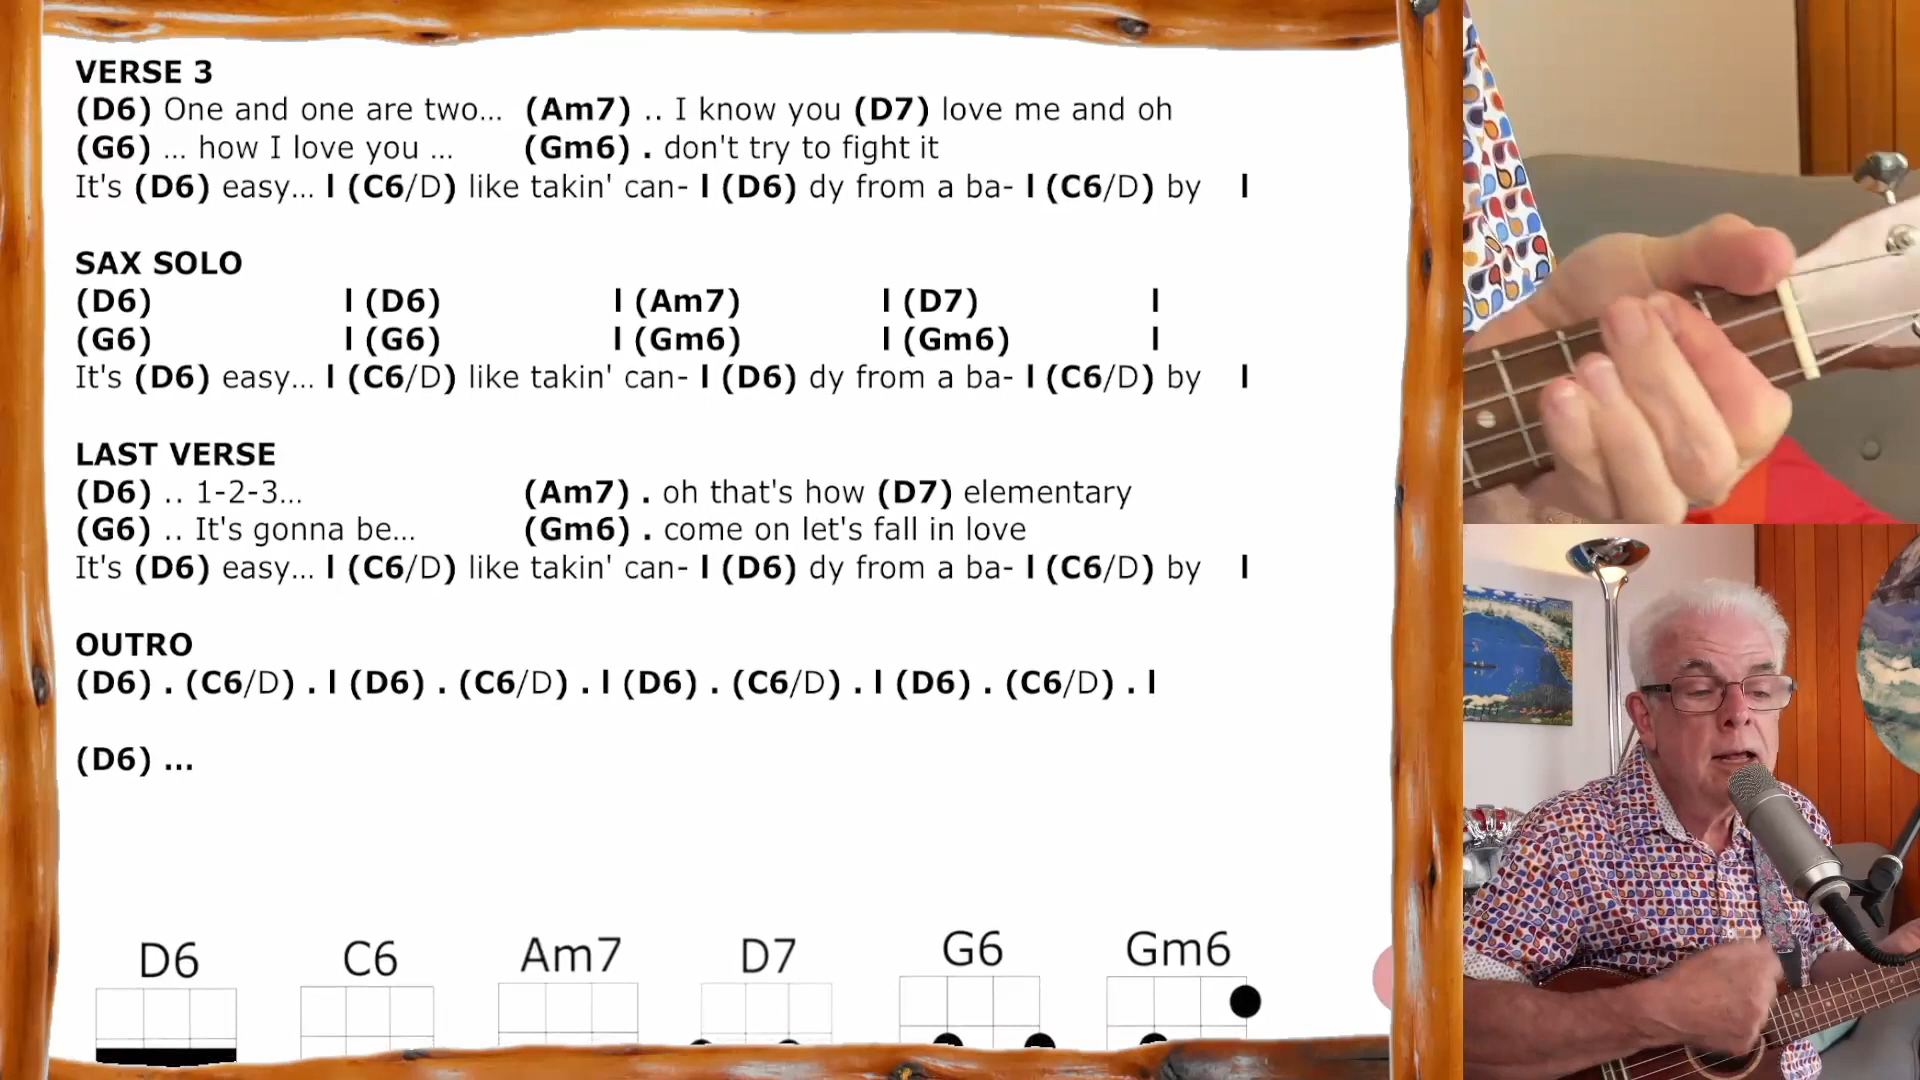 VERSE 3
(D6) One and one are two... (Am7) .. I know you (D7) love me and oh
(G6) ... how I love you ... (Gm6) . don't try to fight it
It's (D6) easy... l (C6/D) like takin' can- l (D6) dy from a ba- l (C6/D) by l
SAX SOLO
(D6) l (D6) l (Am7) l (D7) l
(G6) l (G6) l (Gm6) l (Gm6) l
It's (D6) easy... l (C6/D) like takin' can- l (D6) dy from a ba- l (C6/D) by l
LAST VERSE
(D6) .. 1-2-3... (Am7) . oh that's how (D7) elementary
(G6) .. It's gonna be... (Gm6) . come on let's fall in love
It's (D6) easy... l (C6/D) like takin' can- l (D6) dy from a ba- l (C6/D) by l
OUTRO
(D6) . (C6/D) . l (D6) . (C6/D) . l (D6) . (C6/D) . l (D6) . (C6/D) . l
(D6) ...
D6 C6 Am7 D7 G6 Gm6